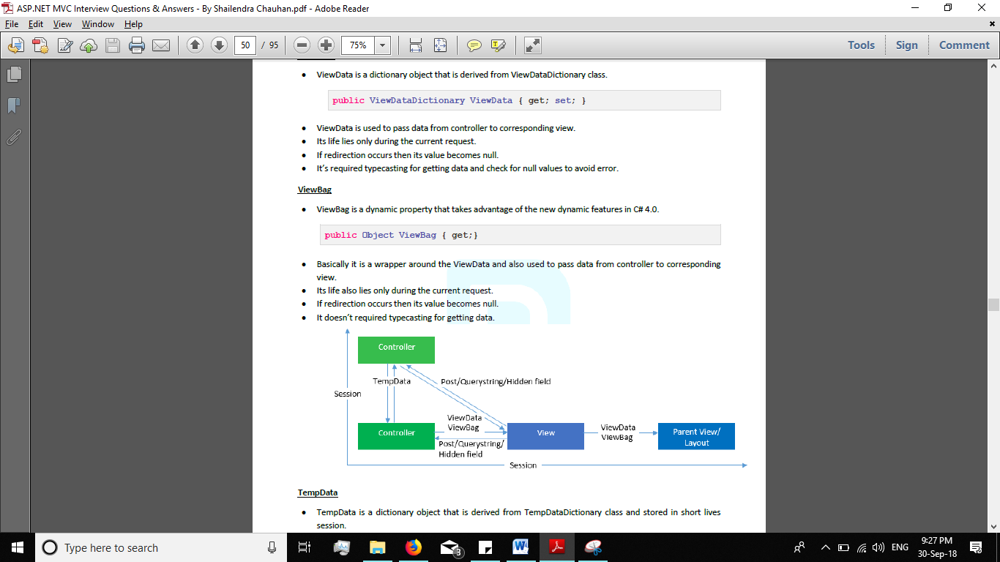 ASP.NET MVC Interview Questions & Answers - By Shailendra Chauhan.pdf - Adobe Reader
File Edit View Window Help
50 / 95 75% Tools Sign Comment
• ViewData is a dictionary object that is derived from ViewDataDictionary class.
public ViewDataDictionary ViewData { get; set; }
• ViewData is used to pass data from controller to corresponding view.
• Its life lies only during the current request.
• If redirection occurs then its value becomes null.
• It’s required typecasting for getting data and check for null values to avoid error.
ViewBag
• ViewBag is a dynamic property that takes advantage of the new dynamic features in C# 4.0.
public Object ViewBag { get;}
• Basically it is a wrapper around the ViewData and also used to pass data from controller to corresponding
view.
• Its life also lies only during the current request.
• If redirection occurs then its value becomes null.
• It doesn’t required typecasting for getting data.
Controller
TempData
Post/Querystring/Hidden field
Session
Controller
ViewData
ViewBag
Post/Querystring/
Hidden field
View
ViewData
ViewBag
Parent View/
Layout
Session
TempData
• TempData is a dictionary object that is derived from TempDataDictionary class and stored in short lives
session.
Type here to search
3
ENG
9:27 PM
30-Sep-18